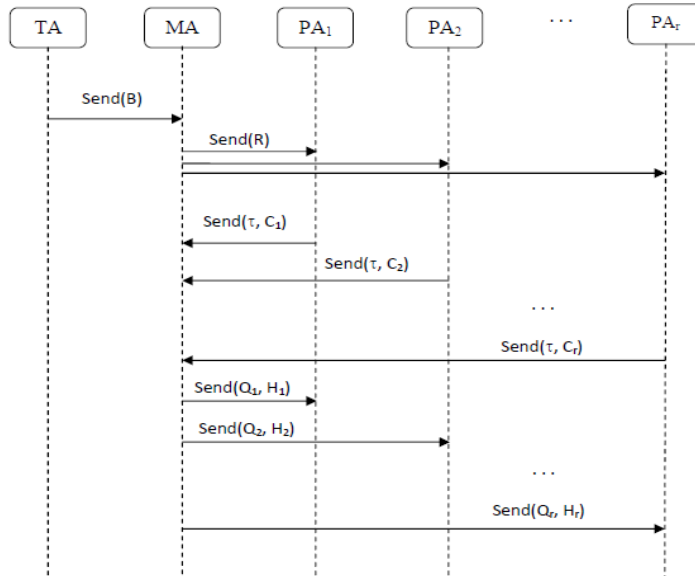 TA MA PA₁ PA₂ ... PAᵣ
Send(B)
Send(R)
Send(τ, C₁)
Send(τ, C₂)
...
Send(τ, Cᵣ)
Send(Q₁, H₁)
Send(Q₂, H₂)
...
Send(Qᵣ, Hᵣ)